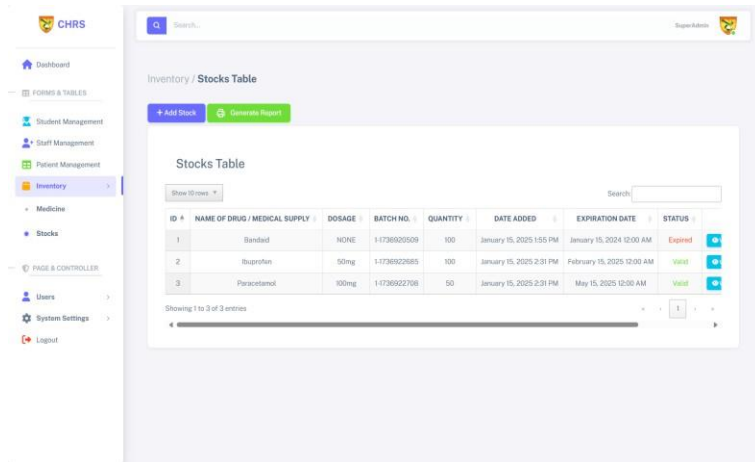 CHRS
Search...
SuperAdmin
Dashboard
FORMS & TABLES
Student Management
Staff Management
Patient Management
Inventory
Medicine
Stocks
PAGE & CONTROLLER
Users
System Settings
Logout
Inventory / Stocks Table
+ Add Stock Generate Report
Stocks Table
Show 10 rows Search:
ID NAME OF DRUG / MEDICAL SUPPLY DOSAGE BATCH NO. QUANTITY DATE ADDED EXPIRATION DATE STATUS
1 Bandaid NONE 1-1736920509 100 January 15, 2025 1:55 PM January 15, 2024 12:00 AM Expired
2 Ibuprofen 50mg 1-1736922685 100 January 15, 2025 2:31 PM February 15, 2025 12:00 AM Valid
3 Paracetamol 100mg 1-1736922708 50 January 15, 2025 2:31 PM May 15, 2025 12:00 AM Valid
Showing 1 to 3 of 3 entries « ‹ 1 › »